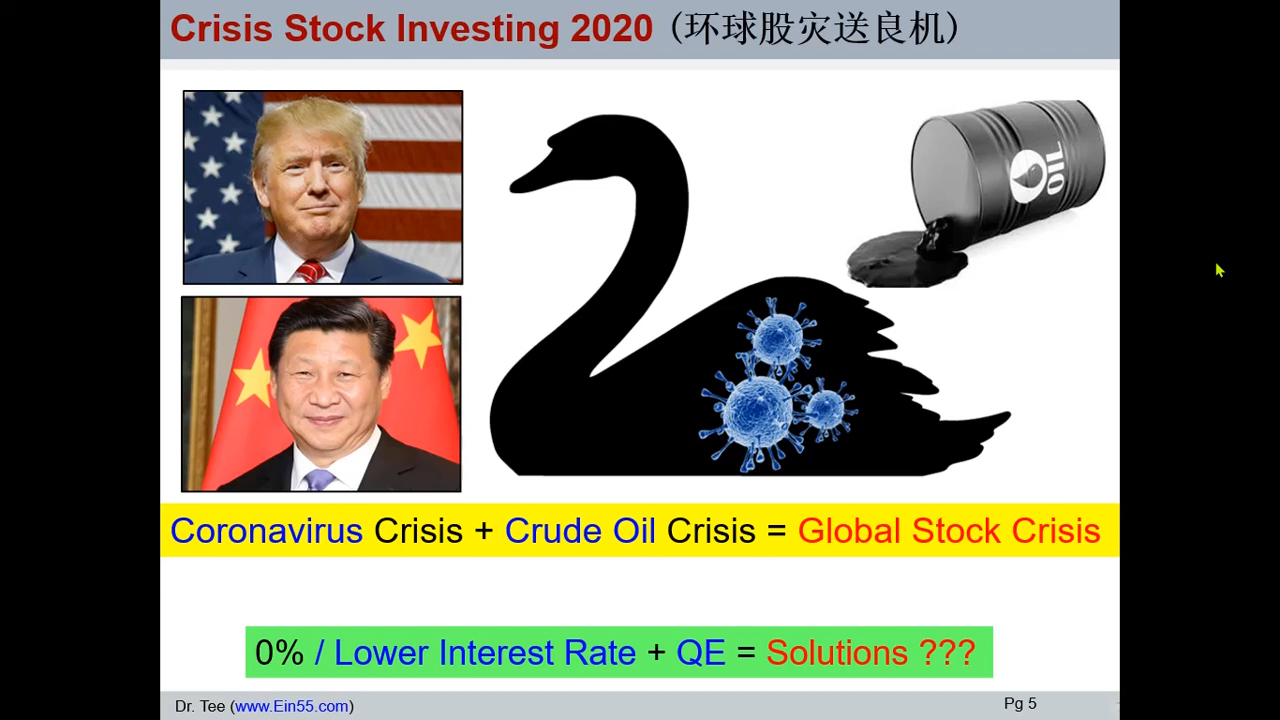 Crisis Stock Investing 2020 (环球股灾送良机)
OIL
Coronavirus Crisis + Crude Oil Crisis = Global Stock Crisis
0% / Lower Interest Rate + QE = Solutions ???
Dr. Tee (www.Ein55.com)
Pg 5